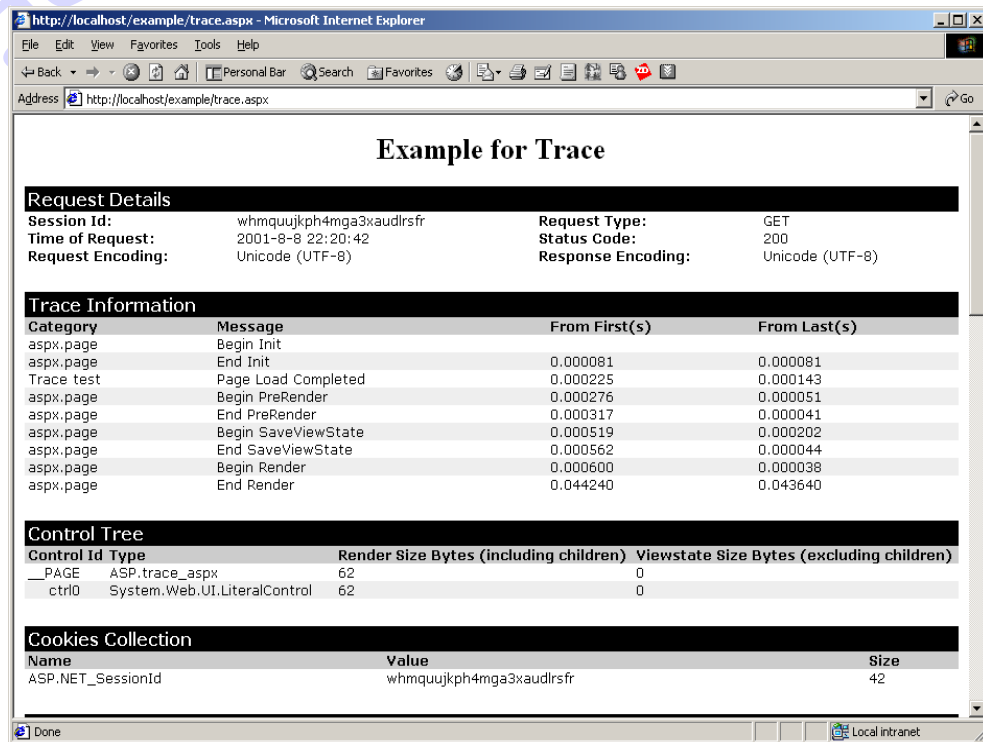 http://localhost/example/trace.aspx - Microsoft Internet Explorer
File Edit View Favorites Tools Help
Back Personal Bar Search Favorites
Address http://localhost/example/trace.aspx Go
Example for Trace
Request Details
Session Id: whmquujkph4mga3xaudlrsfr Request Type: GET
Time of Request: 2001-8-8 22:20:42 Status Code: 200
Request Encoding: Unicode (UTF-8) Response Encoding: Unicode (UTF-8)
Trace Information
Category Message From First(s) From Last(s)
aspx.page Begin Init
aspx.page End Init 0.000081 0.000081
Trace test Page Load Completed 0.000225 0.000143
aspx.page Begin PreRender 0.000276 0.000051
aspx.page End PreRender 0.000317 0.000041
aspx.page Begin SaveViewState 0.000519 0.000202
aspx.page End SaveViewState 0.000562 0.000044
aspx.page Begin Render 0.000600 0.000038
aspx.page End Render 0.044240 0.043640
Control Tree
Control Id Type Render Size Bytes (including children) Viewstate Size Bytes (excluding children)
__PAGE ASP.trace_aspx 62 0
ctrl0 System.Web.UI.LiteralControl 62 0
Cookies Collection
Name Value Size
ASP.NET_SessionId whmquujkph4mga3xaudlrsfr 42
Done Local intranet